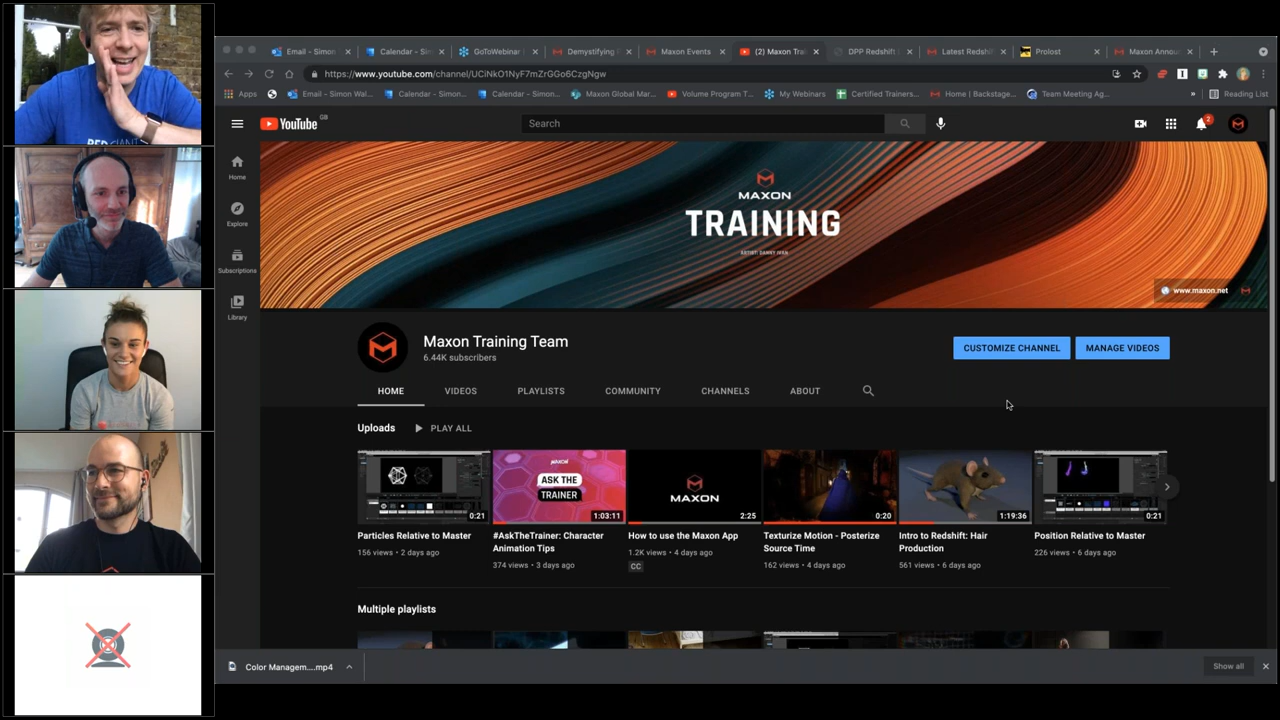 Email - Simon
Calendar - Sim
GoToWebinar
Demystifying
Maxon Events
(2) Maxon Trai
DPP Redshift
Latest Redshi
Prolost
Maxon Annou
https://www.youtube.com/channel/UCiNkO1NyF7mZrGGo6CzgNgw
Apps
Email – Simon Wal...
Calendar – Simon...
Calendar – Simon...
Maxon Global Mar...
Volume Program T...
My Webinars
Certified Trainers...
Home | Backstage...
Team Meeting Ag...
»
Reading List
YouTube GB
Search
2
Home
Explore
Subscriptions
Library
MAXON
TRAINING
ARTIST: DANNY IVAN
www.maxon.net
Maxon Training Team
6.44K subscribers
CUSTOMIZE CHANNEL
MANAGE VIDEOS
HOME
VIDEOS
PLAYLISTS
COMMUNITY
CHANNELS
ABOUT
Uploads
PLAY ALL
0:21
MAXON
ASK THE
TRAINER
1:03:11
MAXON
2:25
0:20
1:19:36
0:21
Particles Relative to Master
156 views • 2 days ago
#AskTheTrainer: Character
Animation Tips
374 views • 3 days ago
How to use the Maxon App
1.2K views • 4 days ago
CC
Texturize Motion - Posterize
Source Time
162 views • 4 days ago
Intro to Redshift: Hair
Production
561 views • 6 days ago
Position Relative to Master
226 views • 6 days ago
Multiple playlists
Color Managem....mp4
Show all